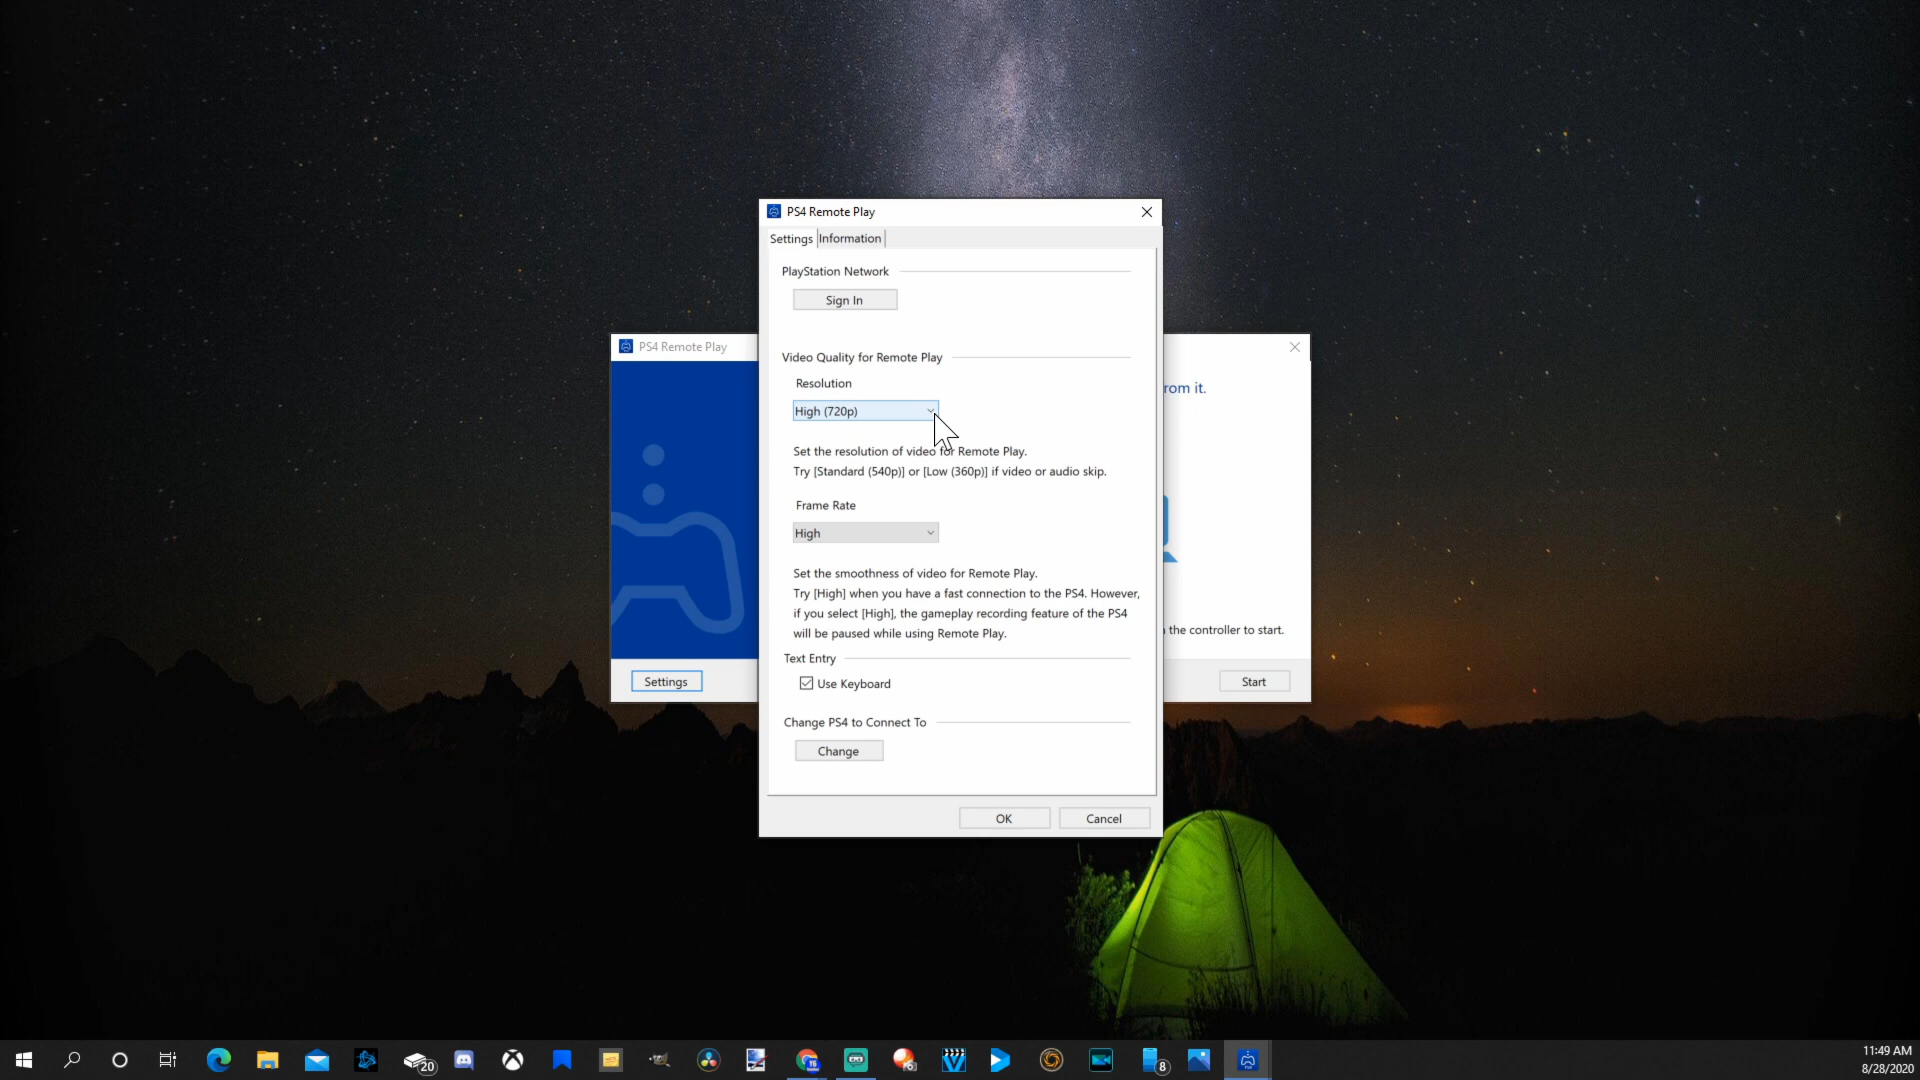 PS4 Remote Play
Settings Information
PlayStation Network
Sign In
Video Quality for Remote Play
Resolution
High (720p)
Set the resolution of video for Remote Play.
Try [Standard (540p)] or [Low (360p)] if video or audio skip.
Frame Rate
High
Set the smoothness of video for Remote Play.
Try [High] when you have a fast connection to the PS4. However,
if you select [High], the gameplay recording feature of the PS4
will be paused while using Remote Play.
Text Entry
Use Keyboard
Change PS4 to Connect To
Change
OK Cancel
PS4 Remote Play
rom it.
the controller to start.
Settings Start
20
8
11:49 AM
8/28/2020